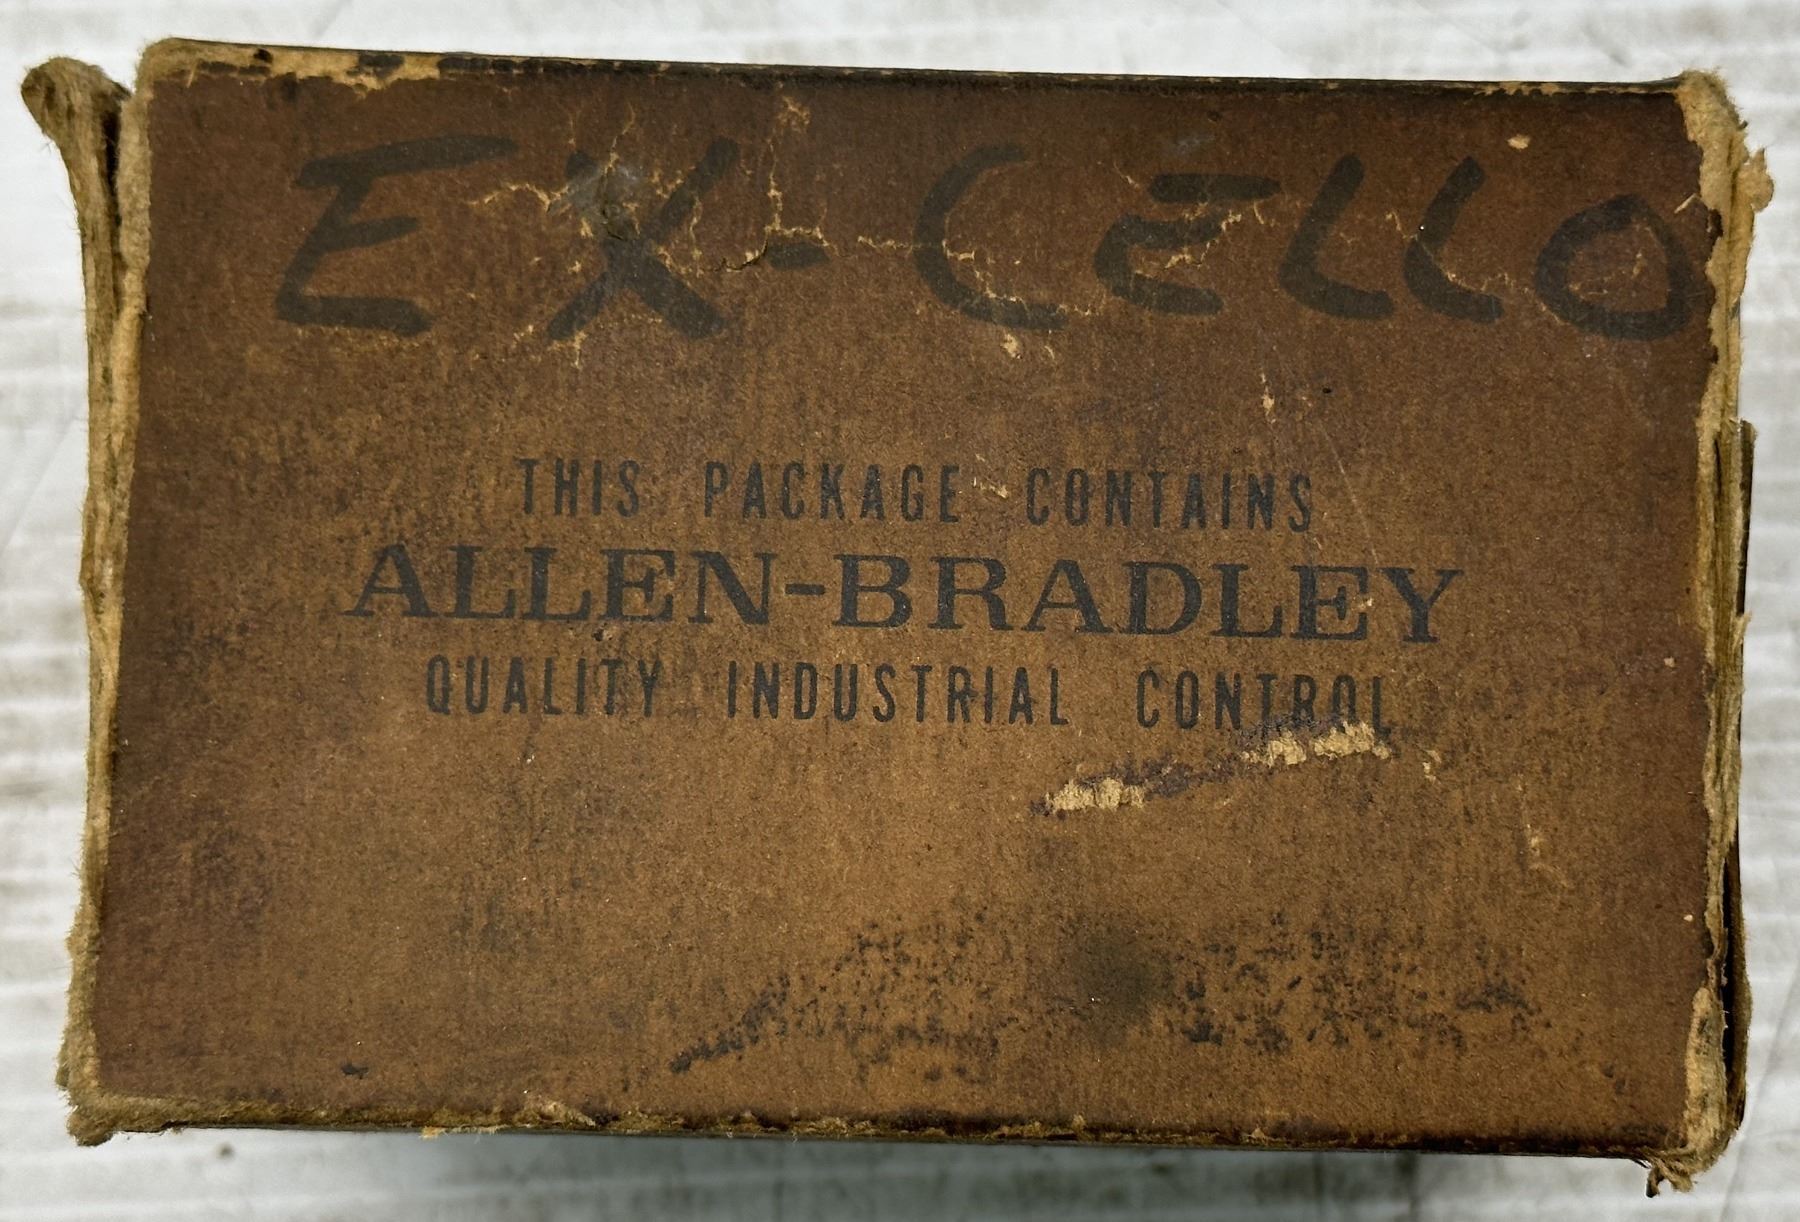 EX-CELLO
THIS PACKAGE CONTAINS
ALLEN-BRADLEY
QUALITY INDUSTRIAL CONTROL